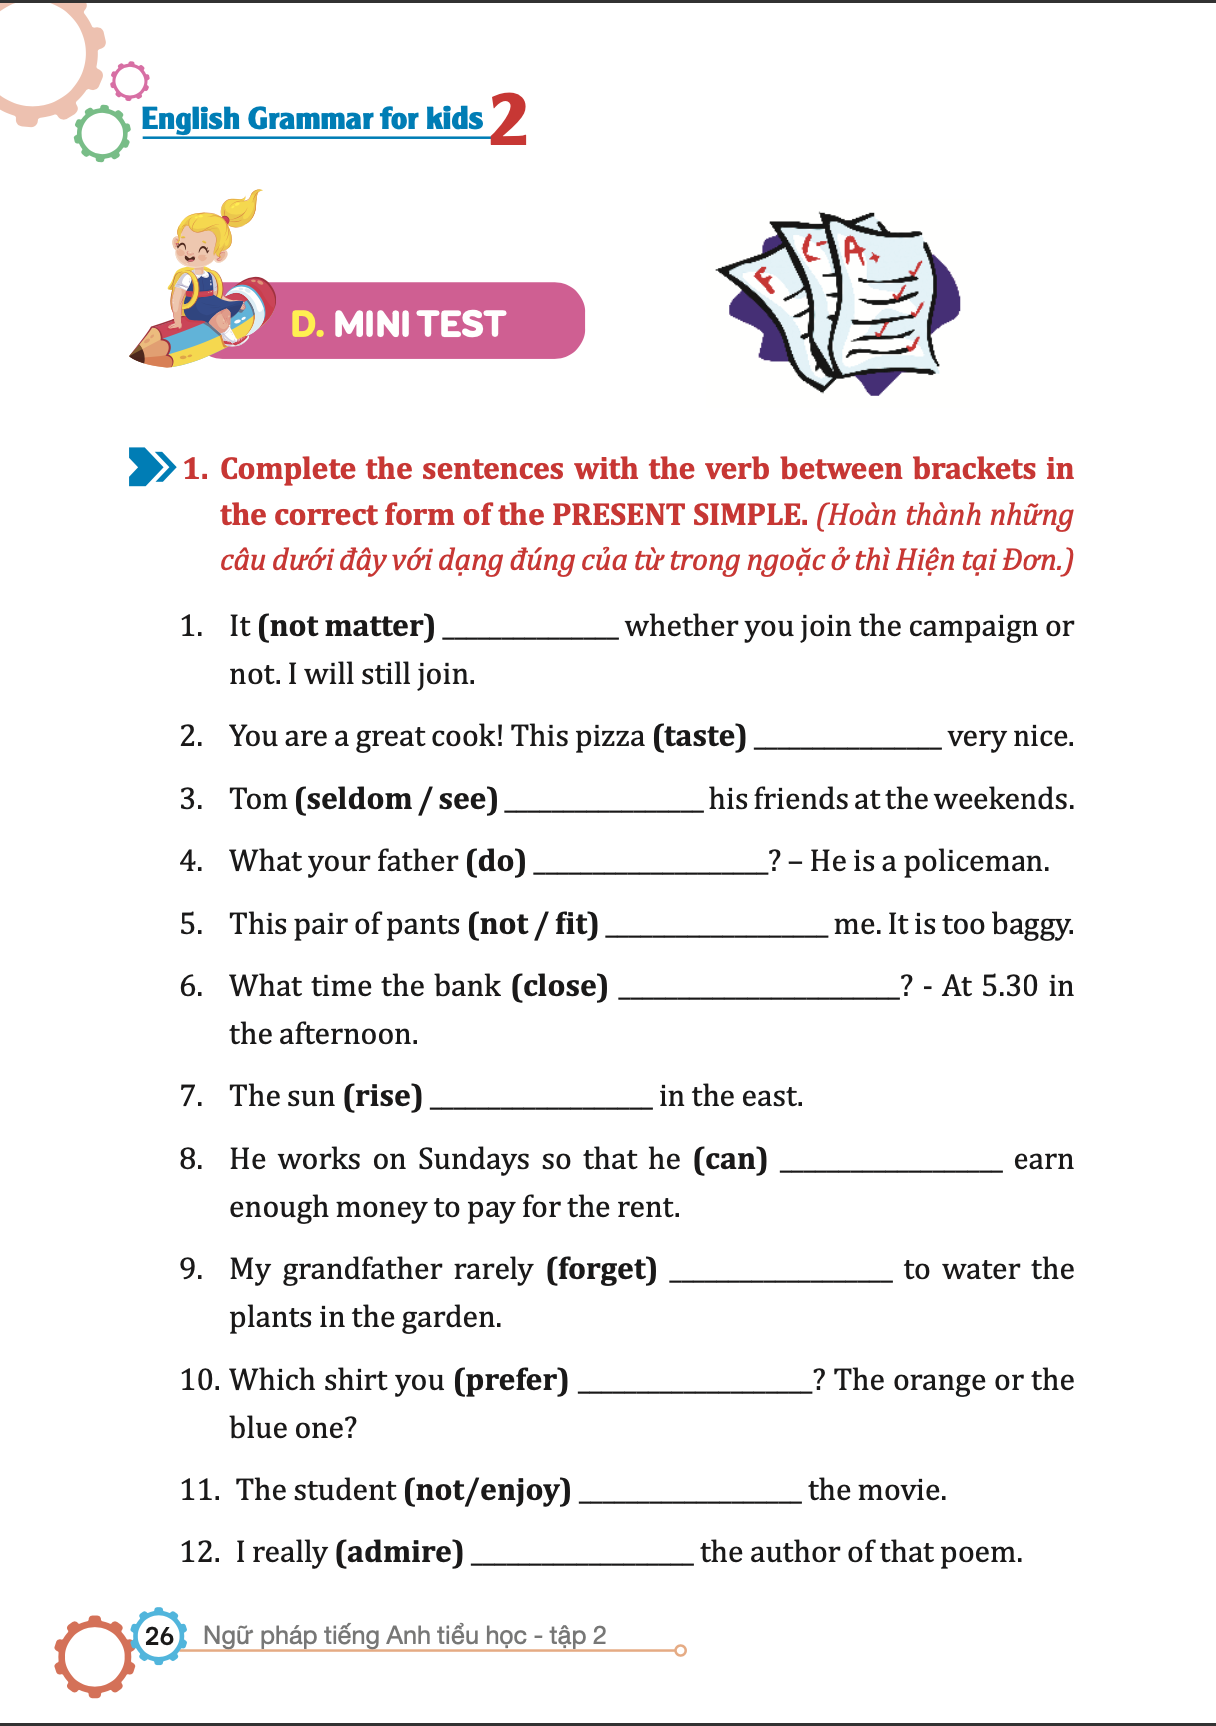 English Grammar for kids 2
D. MINI TEST
F C- A+
1. Complete the sentences with the verb between brackets in
the correct form of the PRESENT SIMPLE. (Hoàn thành những
câu dưới đây với dạng đúng của từ trong ngoặc ở thì Hiện tại Đơn.)
1. It (not matter) ______________ whether you join the campaign or
not. I will still join.
2. You are a great cook! This pizza (taste) _______________ very nice.
3. Tom (seldom / see) ________________ his friends at the weekends.
4. What your father (do) ___________________? – He is a policeman.
5. This pair of pants (not / fit) __________________ me. It is too baggy.
6. What time the bank (close) _______________________? - At 5.30 in
the afternoon.
7. The sun (rise) __________________ in the east.
8. He works on Sundays so that he (can) __________________ earn
enough money to pay for the rent.
9. My grandfather rarely (forget) __________________ to water the
plants in the garden.
10. Which shirt you (prefer) ___________________? The orange or the
blue one?
11. The student (not/enjoy) __________________ the movie.
12. I really (admire) __________________ the author of that poem.
26 Ngữ pháp tiếng Anh tiểu học - tập 2